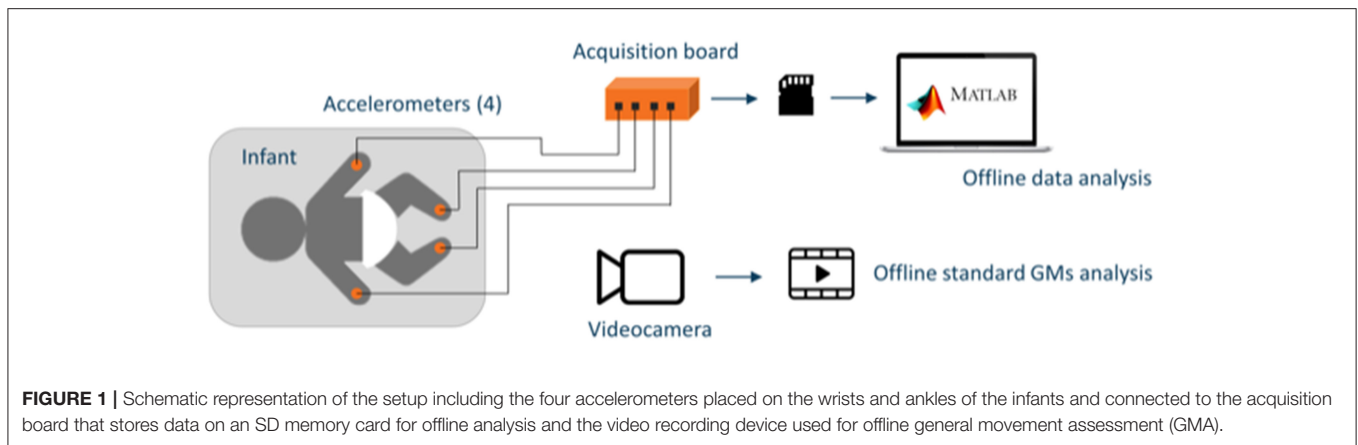 Acquisition board
Accelerometers (4)
Infant
MATLAB
Offline data analysis
Offline standard GMs analysis
Videocamera
FIGURE 1 | Schematic representation of the setup including the four accelerometers placed on the wrists and ankles of the infants and connected to the acquisition
board that stores data on an SD memory card for offline analysis and the video recording device used for offline general movement assessment (GMA).